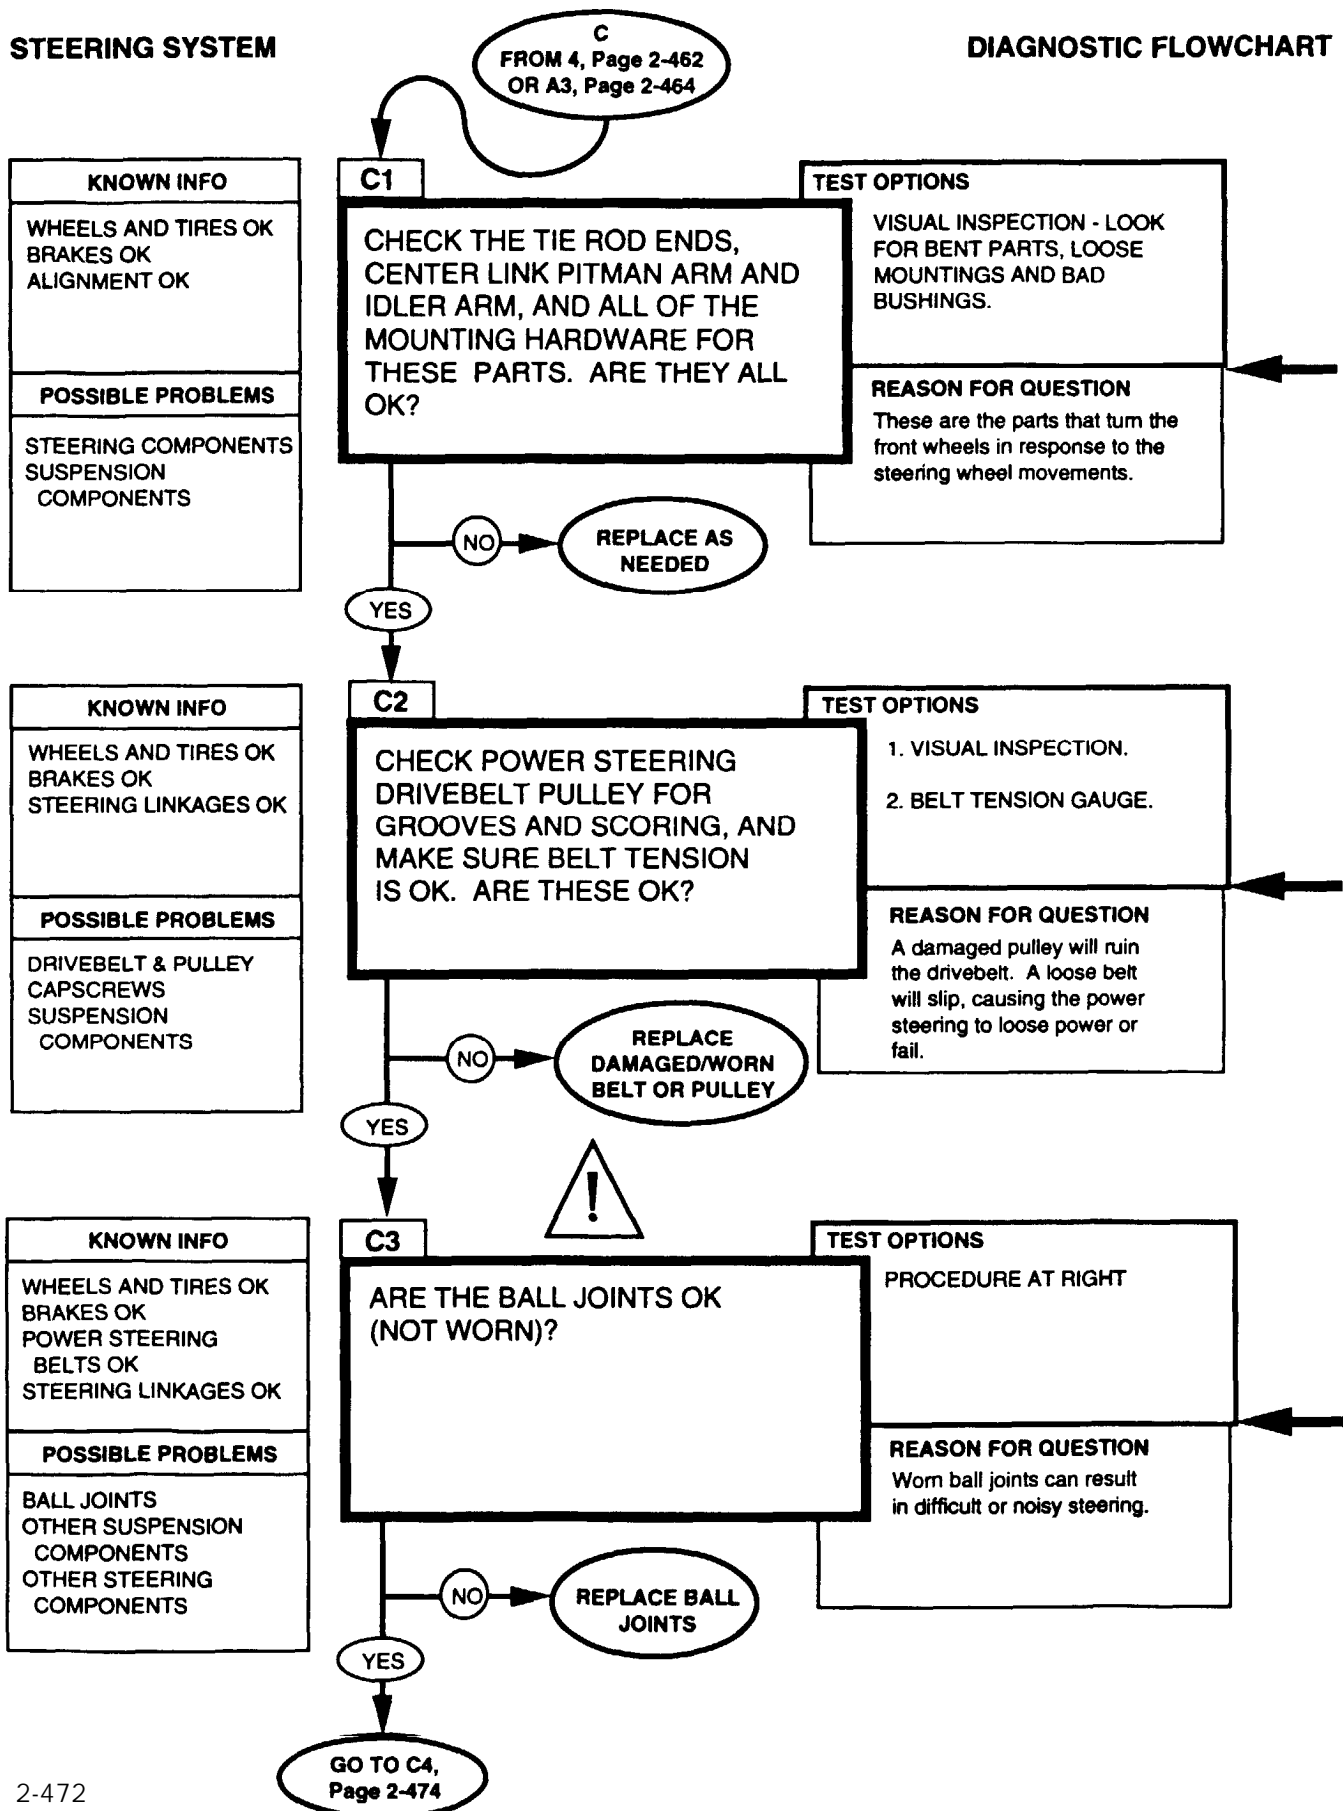 STEERING SYSTEM
C
FROM 4, Page 2-462
OR A3, Page 2-464
DIAGNOSTIC FLOWCHART
KNOWN INFO
WHEELS AND TIRES OK
BRAKES OK
ALIGNMENT OK
POSSIBLE PROBLEMS
STEERING COMPONENTS
SUSPENSION
COMPONENTS
C1
CHECK THE TIE ROD ENDS,
CENTER LINK PITMAN ARM AND
IDLER ARM, AND ALL OF THE
MOUNTING HARDWARE FOR
THESE PARTS. ARE THEY ALL
OK?
TEST OPTIONS
VISUAL INSPECTION - LOOK
FOR BENT PARTS, LOOSE
MOUNTINGS AND BAD
BUSHINGS.
REASON FOR QUESTION
These are the parts that turn the
front wheels in response to the
steering wheel movements.
NO
REPLACE AS
NEEDED
YES
KNOWN INFO
WHEELS AND TIRES OK
BRAKES OK
STEERING LINKAGES OK
POSSIBLE PROBLEMS
DRIVEBELT & PULLEY
CAPSCREWS
SUSPENSION
COMPONENTS
C2
CHECK POWER STEERING
DRIVEBELT PULLEY FOR
GROOVES AND SCORING, AND
MAKE SURE BELT TENSION
IS OK. ARE THESE OK?
TEST OPTIONS
1. VISUAL INSPECTION.
2. BELT TENSION GAUGE.
REASON FOR QUESTION
A damaged pulley will ruin
the drivebelt. A loose belt
will slip, causing the power
steering to loose power or
fail.
NO
REPLACE
DAMAGED/WORN
BELT OR PULLEY
YES
!
KNOWN INFO
WHEELS AND TIRES OK
BRAKES OK
POWER STEERING
BELTS OK
STEERING LINKAGES OK
POSSIBLE PROBLEMS
BALL JOINTS
OTHER SUSPENSION
COMPONENTS
OTHER STEERING
COMPONENTS
C3
ARE THE BALL JOINTS OK
(NOT WORN)?
TEST OPTIONS
PROCEDURE AT RIGHT
REASON FOR QUESTION
Worn ball joints can result
in difficult or noisy steering.
NO
REPLACE BALL
JOINTS
YES
GO TO C4,
Page 2-474
2-472